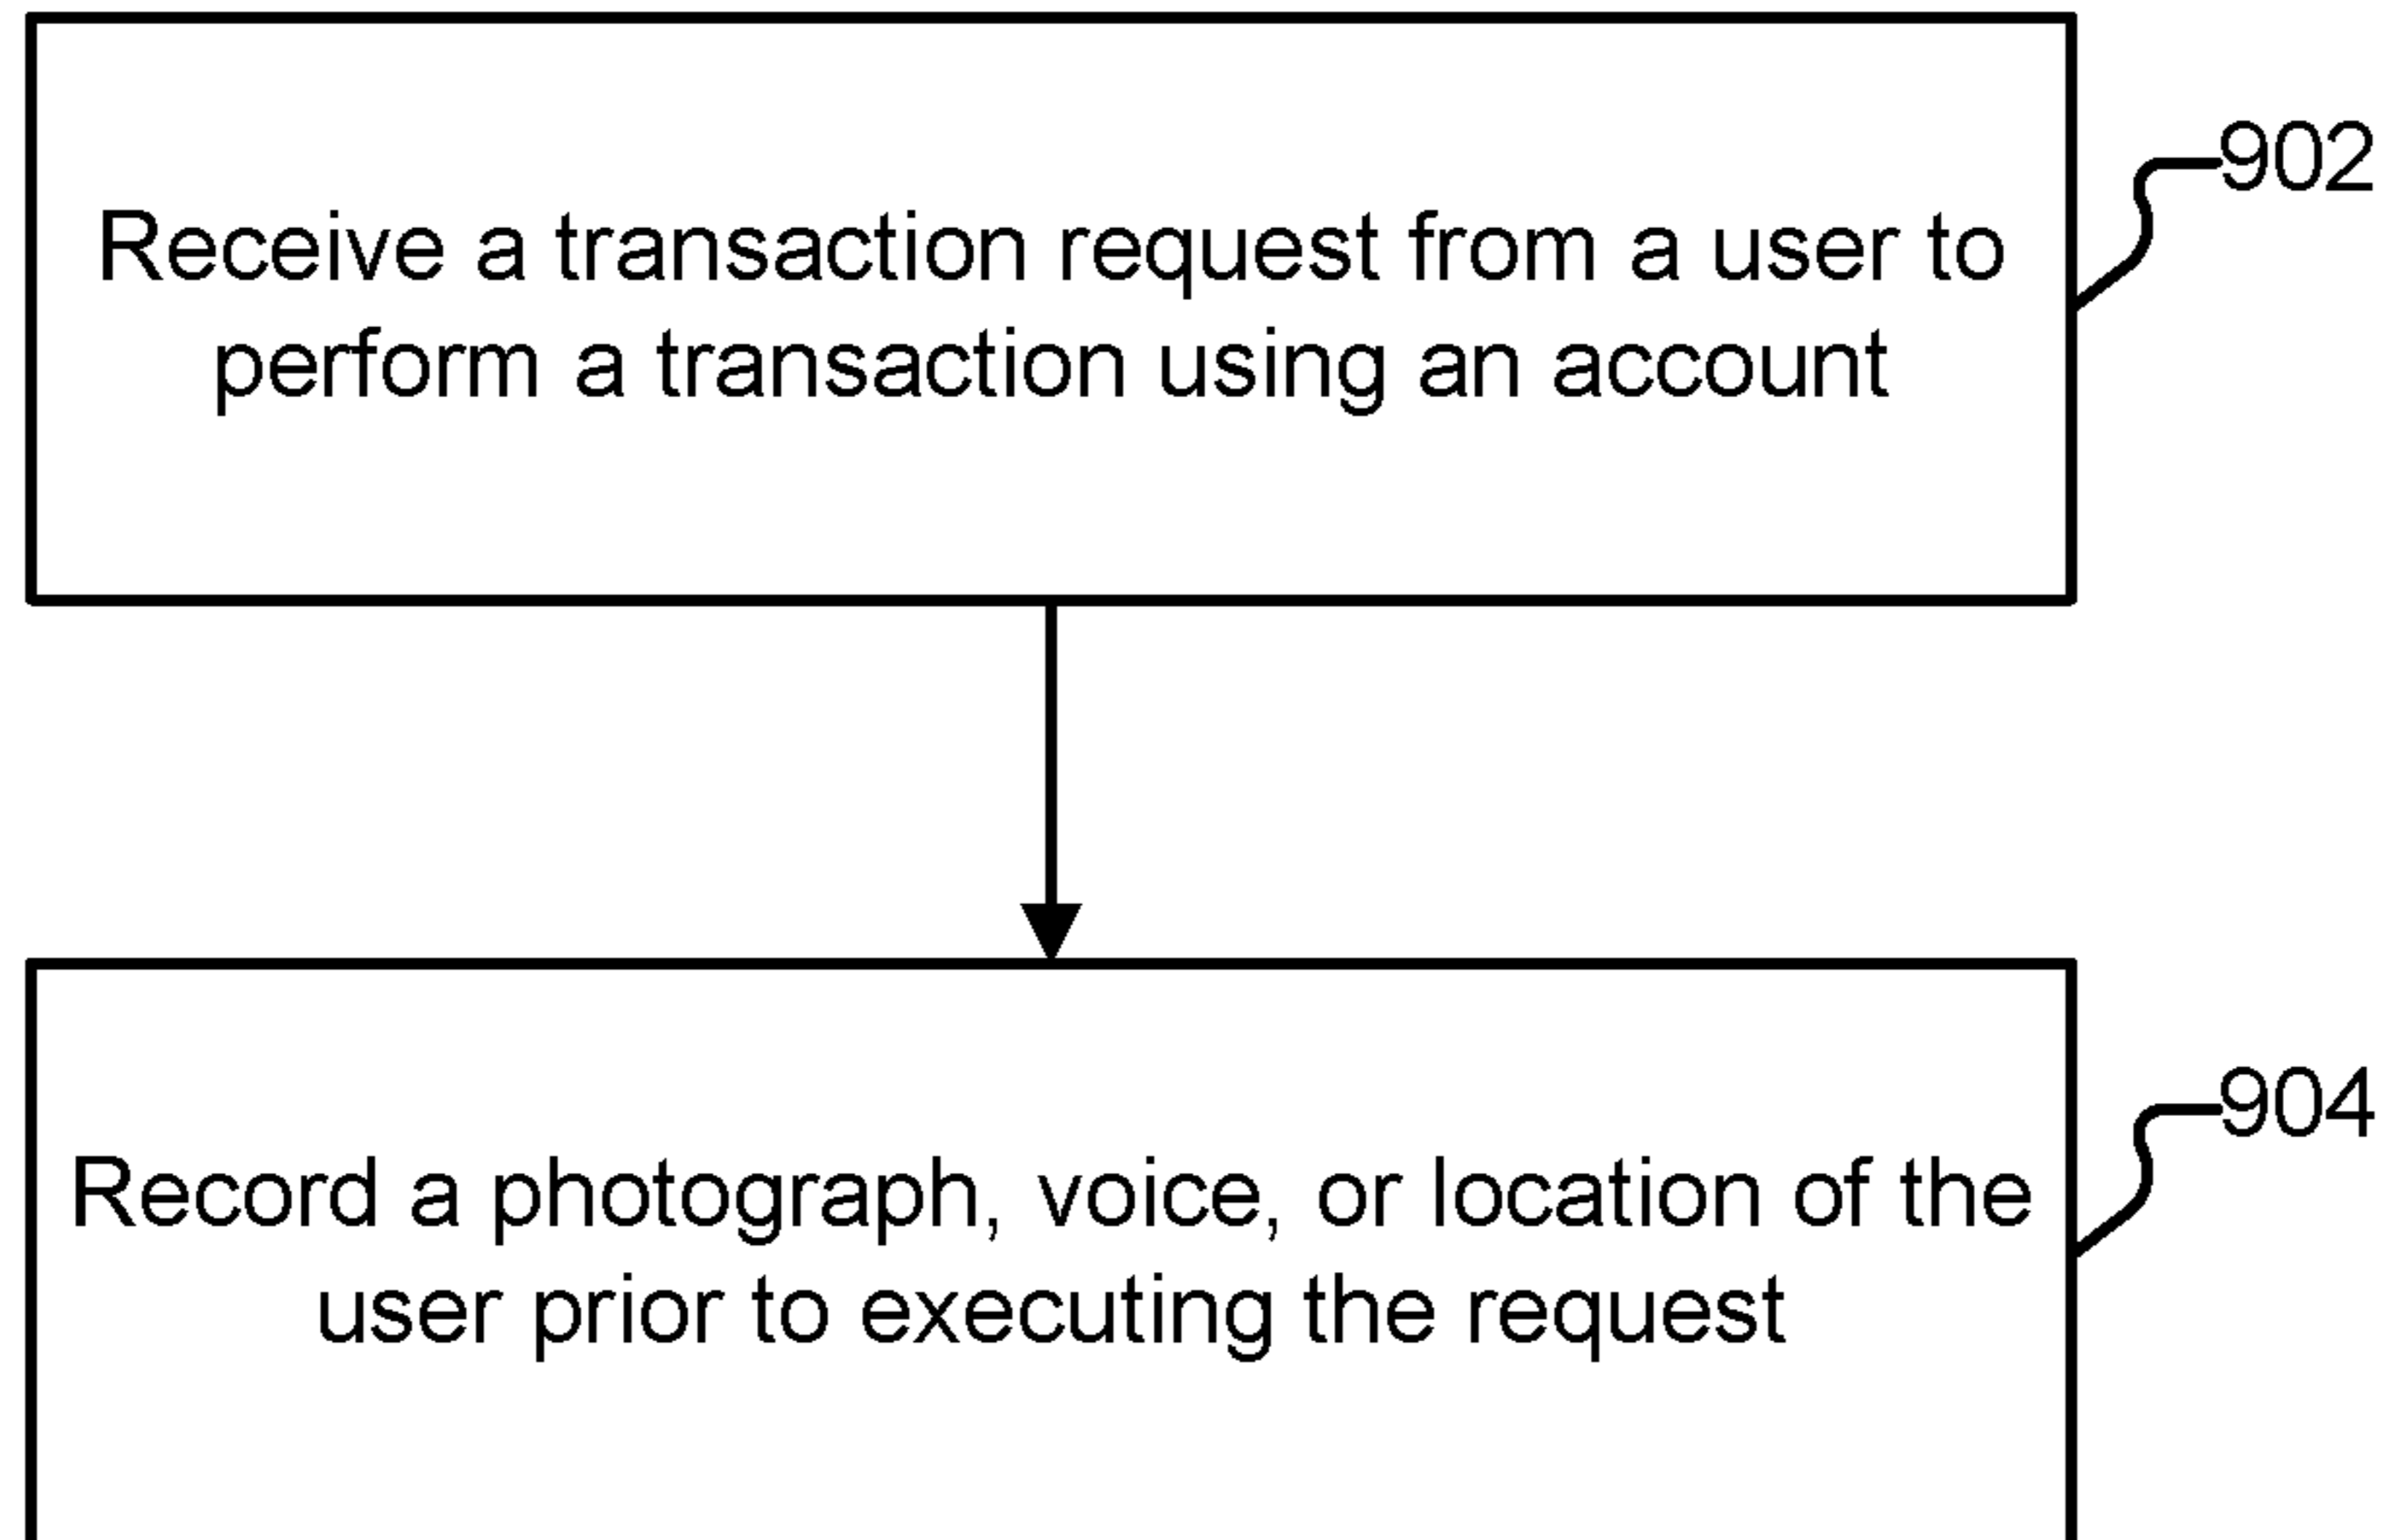 Receive a transaction request from a user to
perform a transaction using an account
902
Record a photograph, voice, or location of the
user prior to executing the request
904